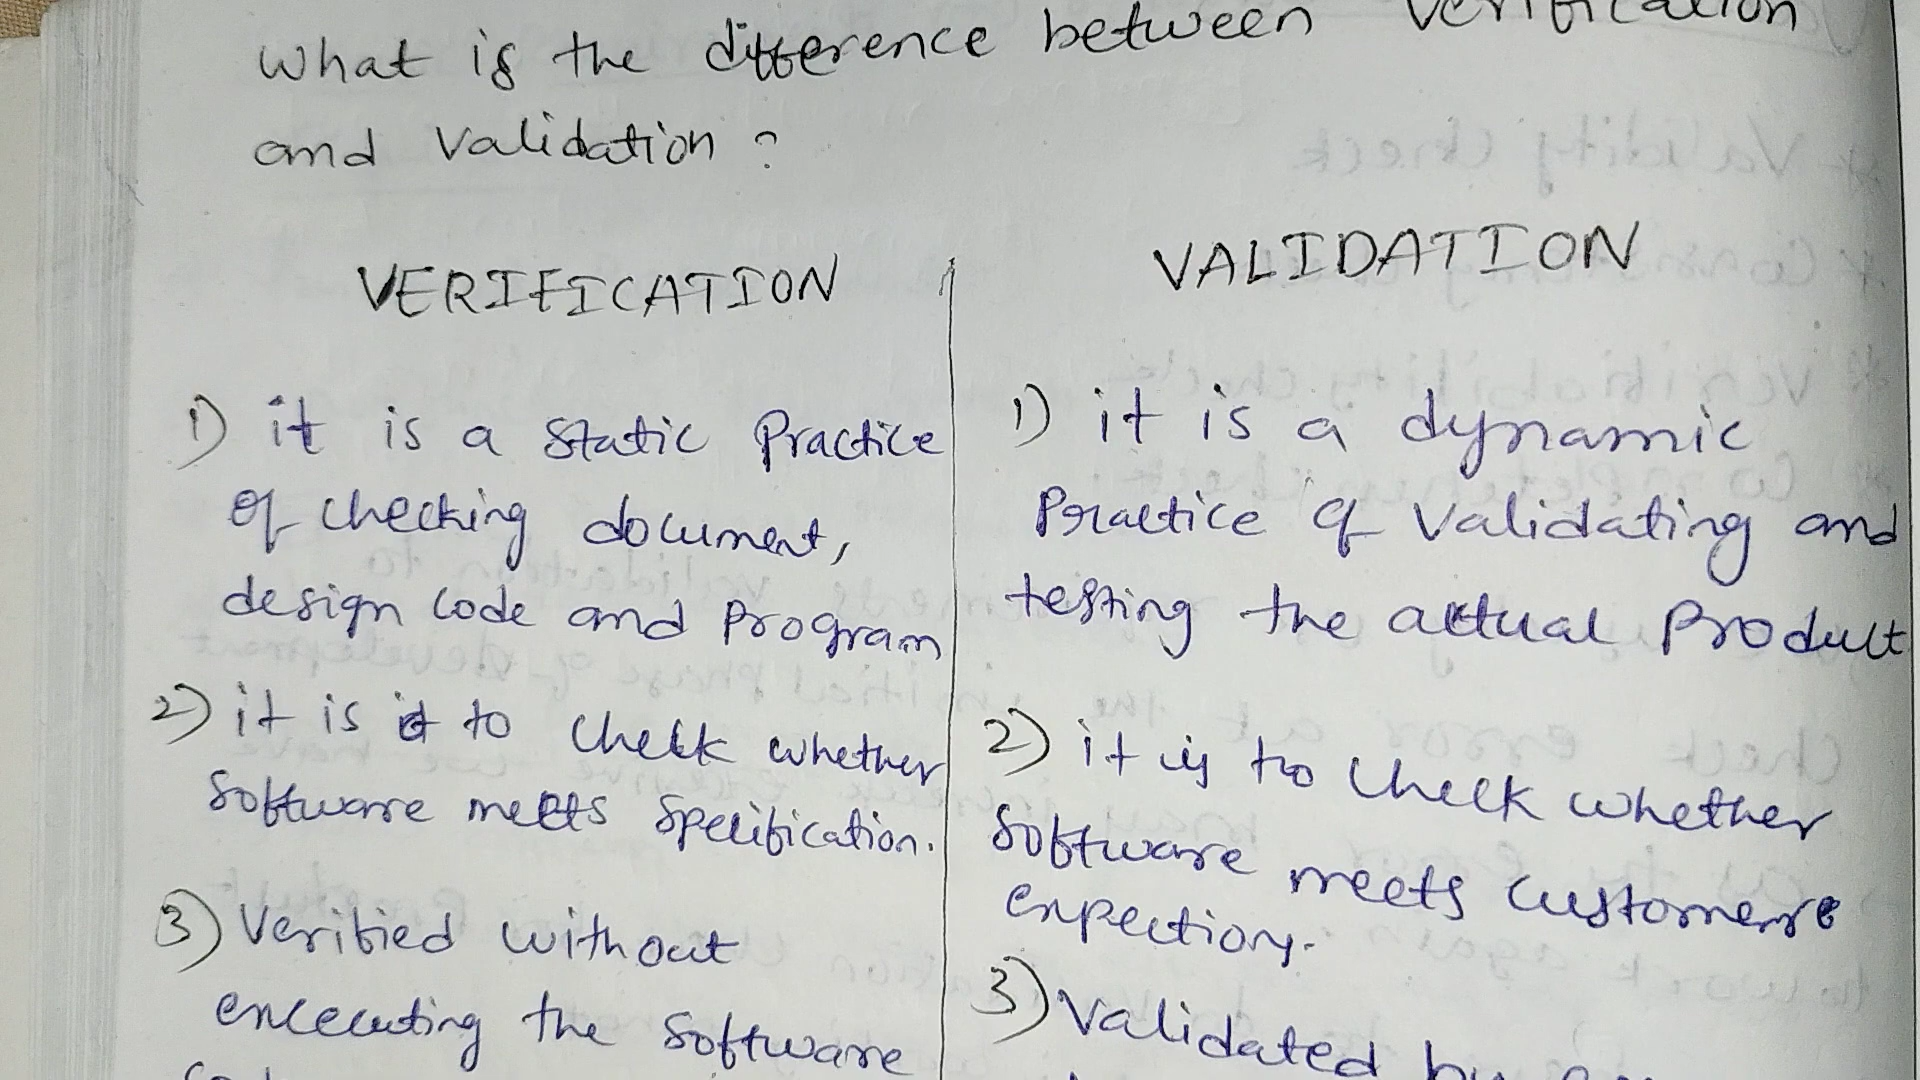 What is the difference between Verification
and Validation?
VERIFICATION
1) it is a static Practice
of checking document,
design code and Program
2) it is to check whether
Software meets Specification.
3) Verified without
the Software
VALIDATION
1) it is a dynamic
Practice of Validating and
testing the actual Product
2) it is to check whether
Software meets customers
3) Validated by